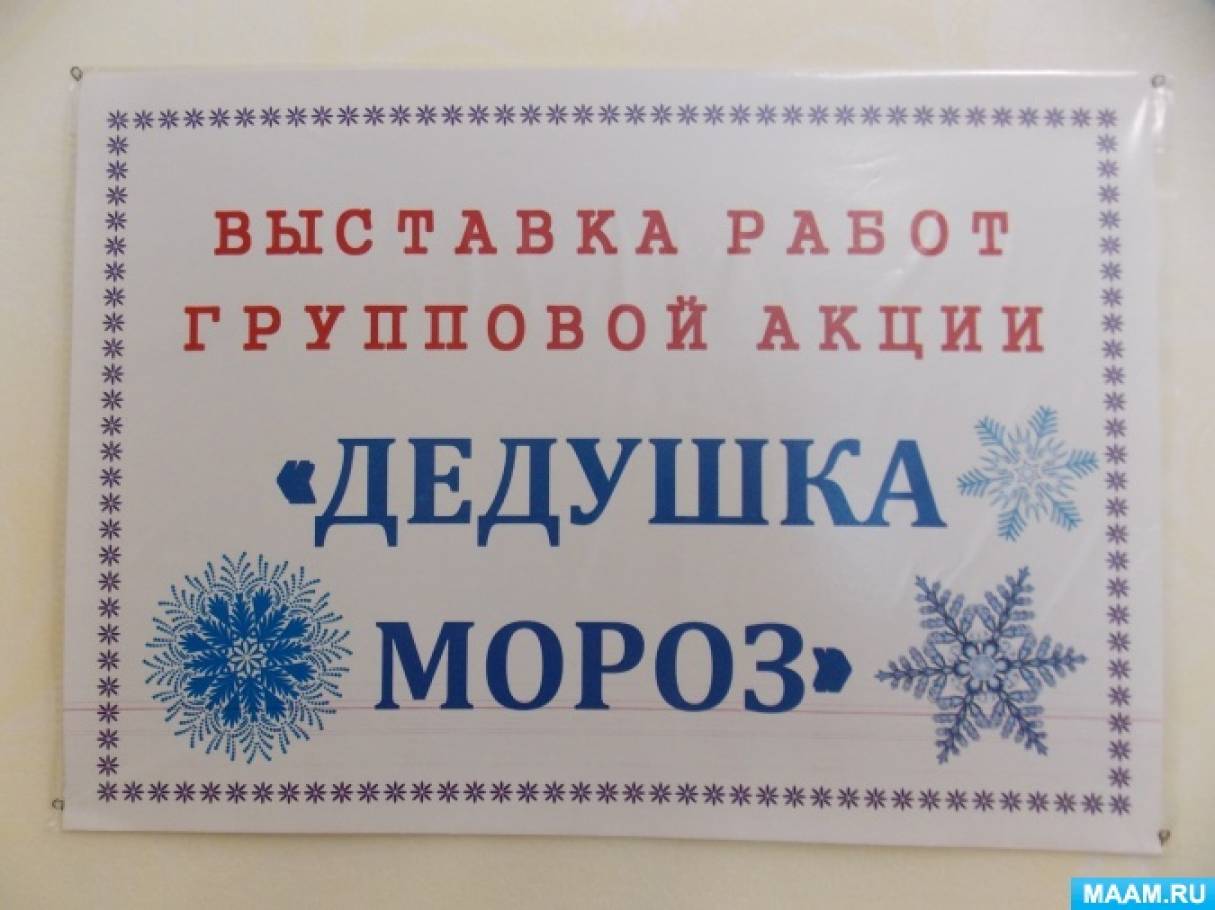 ВЫСТАВКА РАБОТ
ГРУППОВОЙ АКЦИИ
«ДЕДУШКА
МОРОЗ»
MAAM.RU